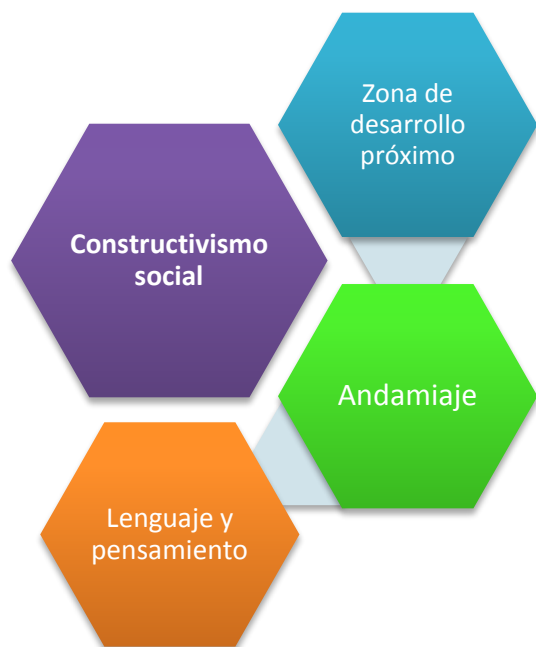 Zona de
desarrollo
próximo
Constructivismo
social
Andamiaje
Lenguaje y
pensamiento